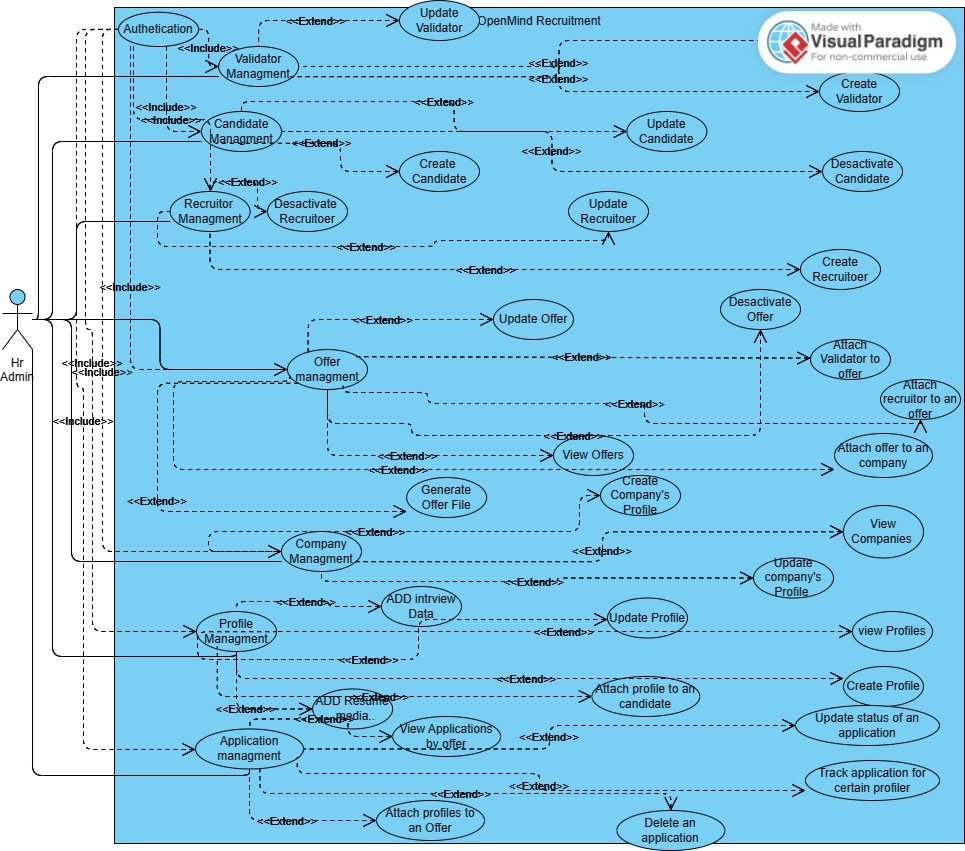 Authetication
<<Extend>>
Update
Validator
OpenMind Recruitment
Made with
VisualParadigm
For non-commercial use
<<Include>>
Validator
Managment
<<Extend>>
<<Extend>>
Create
Validator
<<Include>>
<<Include>>
<<Extend>>
Candidate
Managment
Update
Candidate
<<Extend>>
<<Extend>>
Create
Candidate
Desactivate
Candidate
<<Extend>>
Recruitor
Managment
Desactivate
Recruitoer
Update
Recruitoer
<<Extend>>
<<Extend>>
Create
Recruitoer
<<Include>>
Hr
Admin
Desactivate
Offer
<<Extend>>
Update Offer
<<Include>>
<<Include>>
Offer
managment
<<Extend>>
Attach
Validator to
offer
Attach
recruitor to an
offer
<<Extend>>
<<Include>>
<<Extend>>
<<Extend>>
View Offers
Attach offer to an
company
<<Extend>>
<<Extend>>
Generate
Offer File
Create
Company's
Profile
<<Extend>>
View
Companies
Company
Managment
<<Extend>>
<<Extend>>
Update
company's
Profile
<<Extend>>
ADD intrview
Data
Profile
Managment
Update Profile
<<Extend>>
view Profiles
<<Extend>>
<<Extend>>
Create Profile
<<Extend>>
Attach profile to an
candidate
<<Extend>>
ADD Resume
media..
<<Extend>>
View Applications
by offer
<<Extend>>
Update status of an
application
Application
managment
<<Extend>>
Track application for
certain profiler
<<Extend>>
<<Extend>>
Attach profiles to
an Offer
Delete an
application